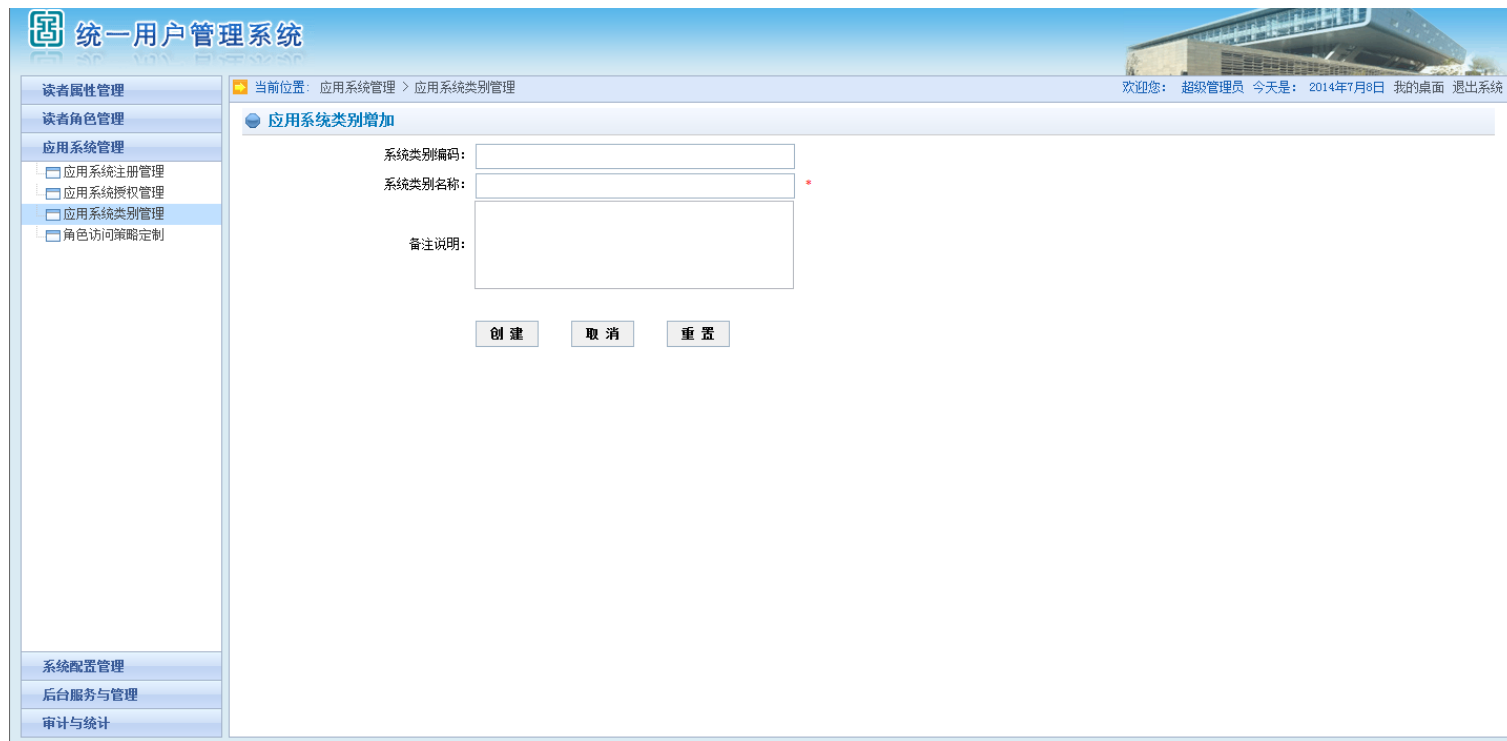 统一用户管理系统
读者属性管理
读者角色管理
应用系统管理
应用系统注册管理
应用系统授权管理
应用系统类别管理
角色访问策略定制
系统配置管理
后台服务与管理
审计与统计
当前位置: 应用系统管理 > 应用系统类别管理
欢迎您: 超级管理员 今天是: 2014年7月8日 我的桌面 退出系统
应用系统类别增加
系统类别编码:
系统类别名称: *
备注说明:
创 建 取 消 重 置